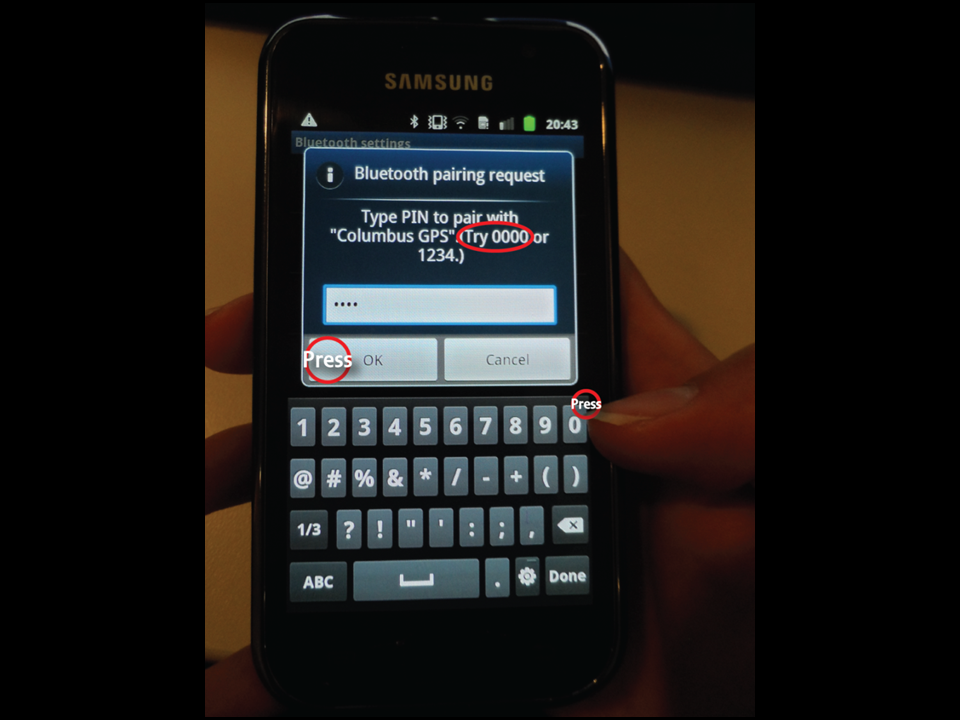 SAMSUNG
20:43
Bluetooth settings
Bluetooth pairing request
Type PIN to pair with
"Columbus GPS". (Try 0000 or
1234.)
••••
Press OK Cancel
Press
1 2 3 4 5 6 7 8 9 0
@ # % & * / - + ( )
1/3 ? ! " ' : ; ,
ABC . Done